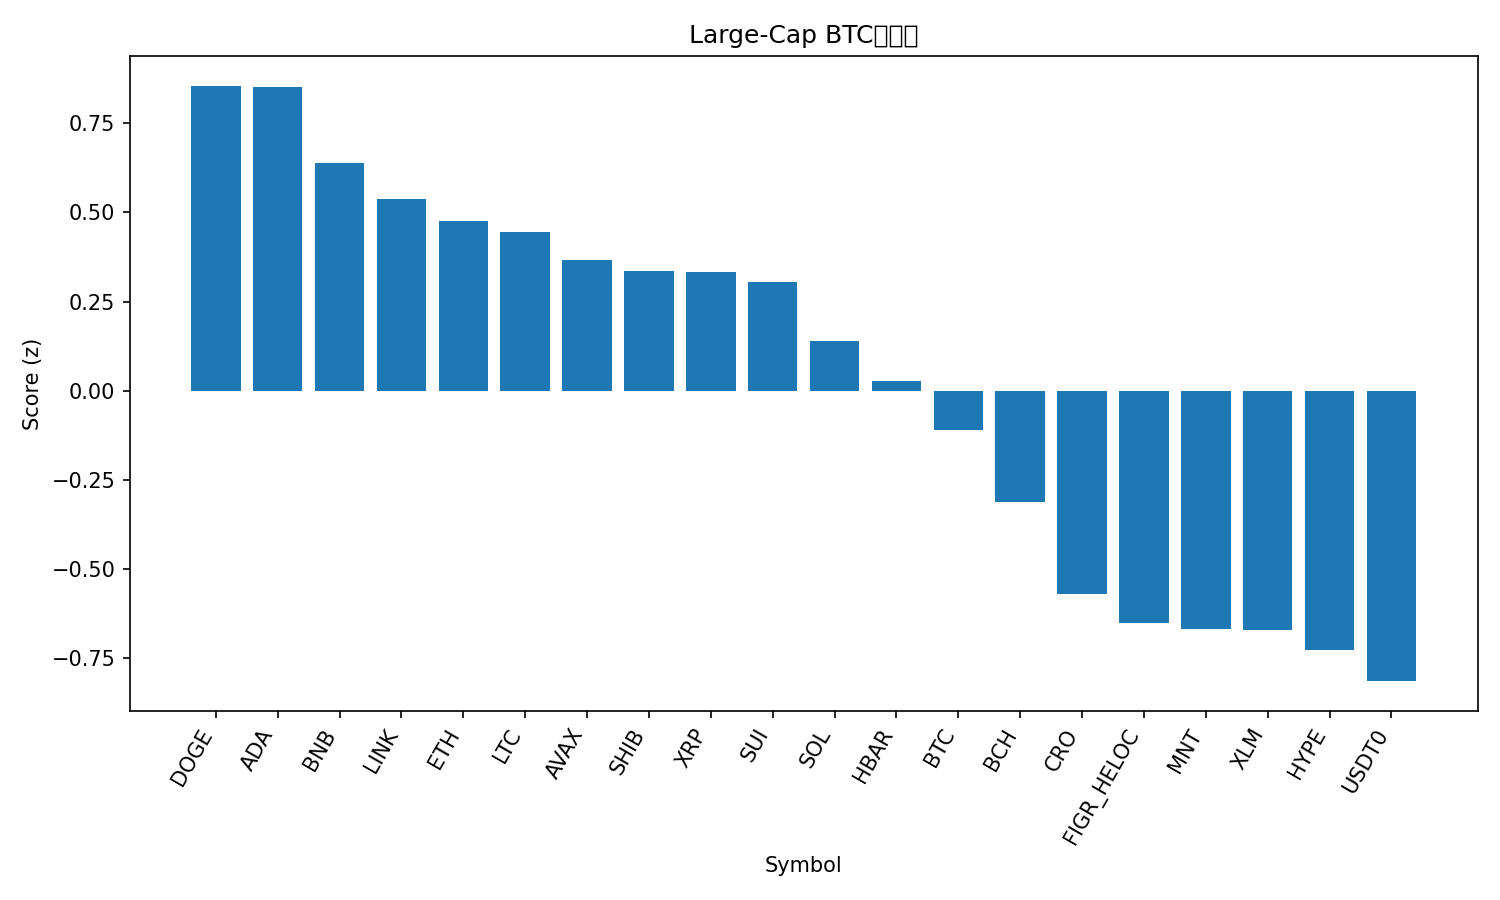 Large-Cap BTC
0.75
0.50
0.25
0.00
−0.25
−0.50
−0.75
Score (z)
DOGE
ADA
BNB
LINK
ETH
LTC
AVAX
SHIB
XRP
SUI
SOL
HBAR
BTC
BCH
CRO
FIGR_HELOC
MNT
XLM
HYPE
USDT0
Symbol